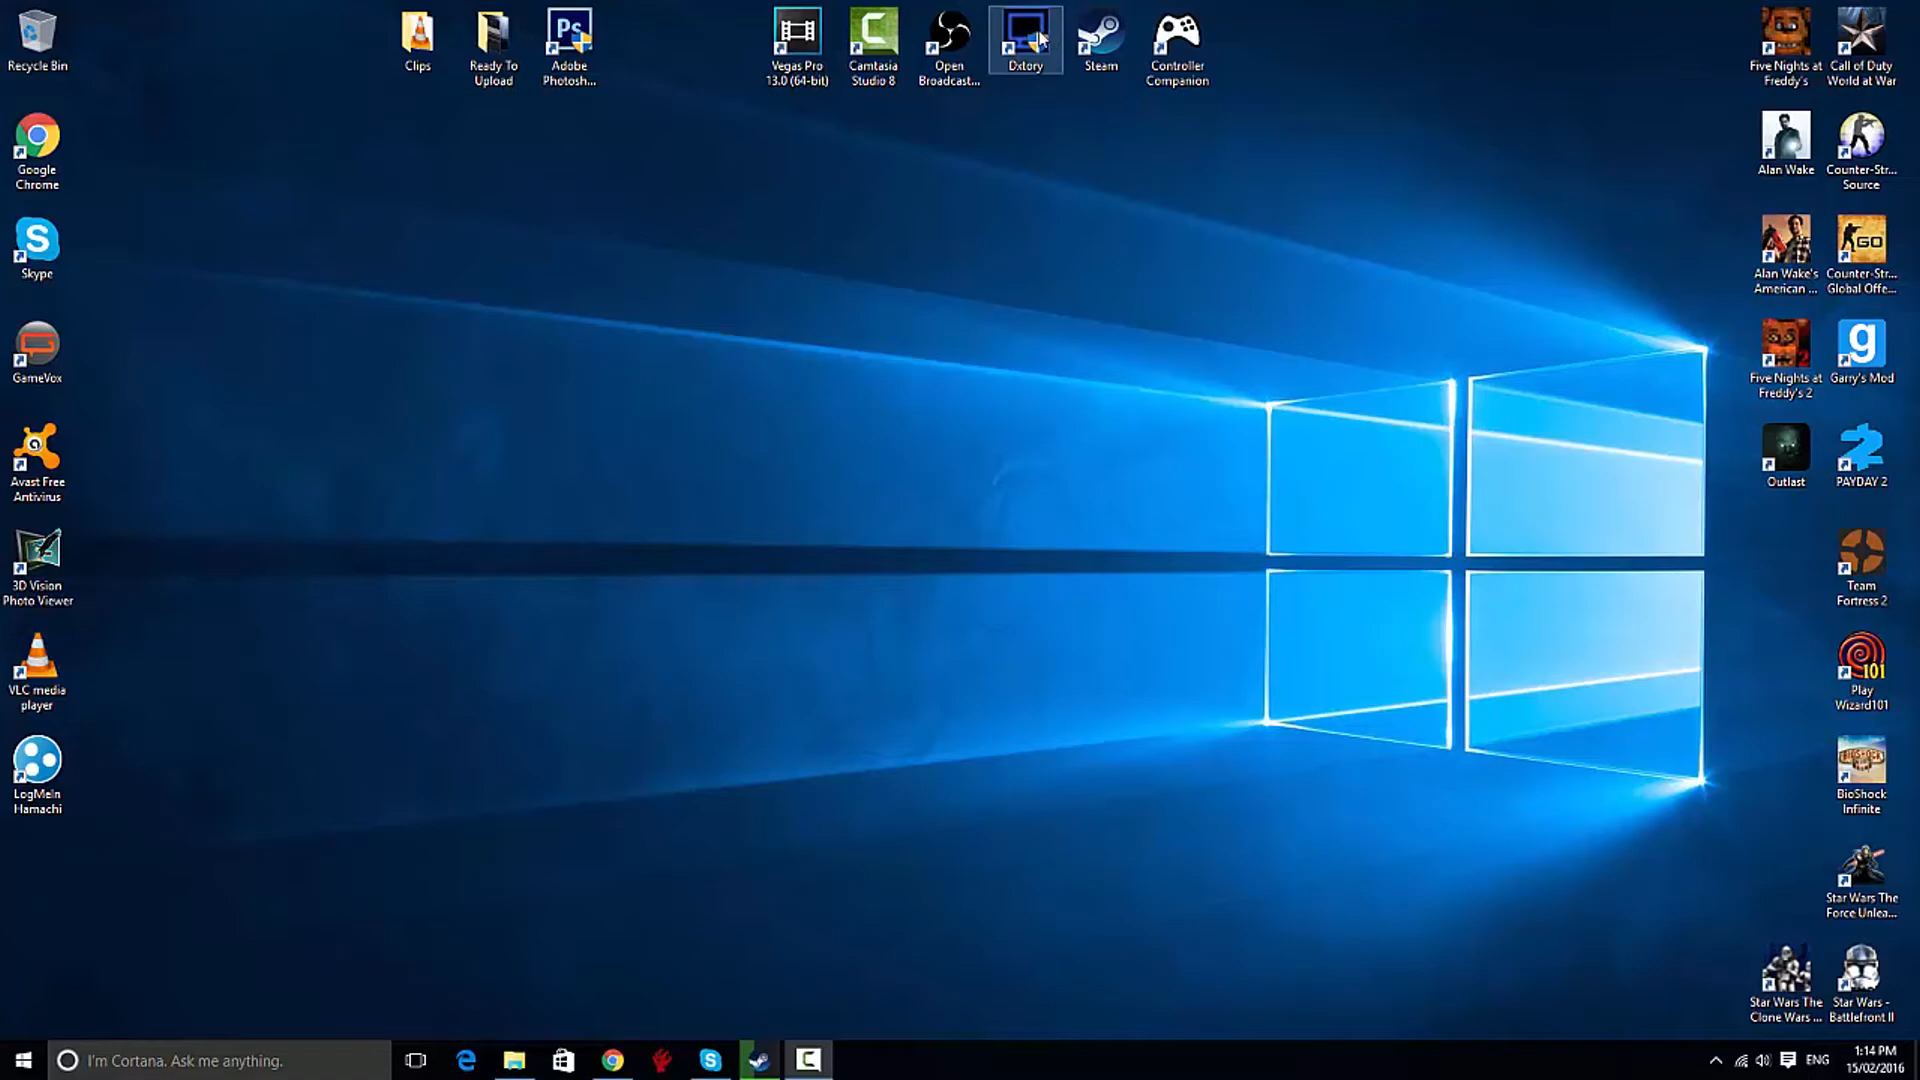 Recycle Bin
Google
Chrome
Skype
GameVox
Avast Free
Antivirus
3D Vision
Photo Viewer
VLC media
player
LogMeIn
Hamachi
Clips
Ready To
Upload
Ps
Adobe
Photosh...
Vegas Pro
13.0 (64-bit)
Camtasia
Studio 8
Open
Broadcast...
Dxtory
Steam
Controller
Companion
Five Nights at
Freddy's
Alan Wake
Alan Wake's
American ...
Five Nights at
Freddy's 2
Outlast
Star Wars The
Clone Wars ...
Call of Duty
World at War
Counter-Str...
Source
GO
Counter-Str...
Global Offe...
g
Garry's Mod
PAYDAY 2
Team
Fortress 2
101
Play
Wizard101
BIOSHOCK
BioShock
Infinite
Star Wars The
Force Unlea...
Star Wars -
Battlefront II
I'm Cortana. Ask me anything.
ENG
1:14 PM
15/02/2016